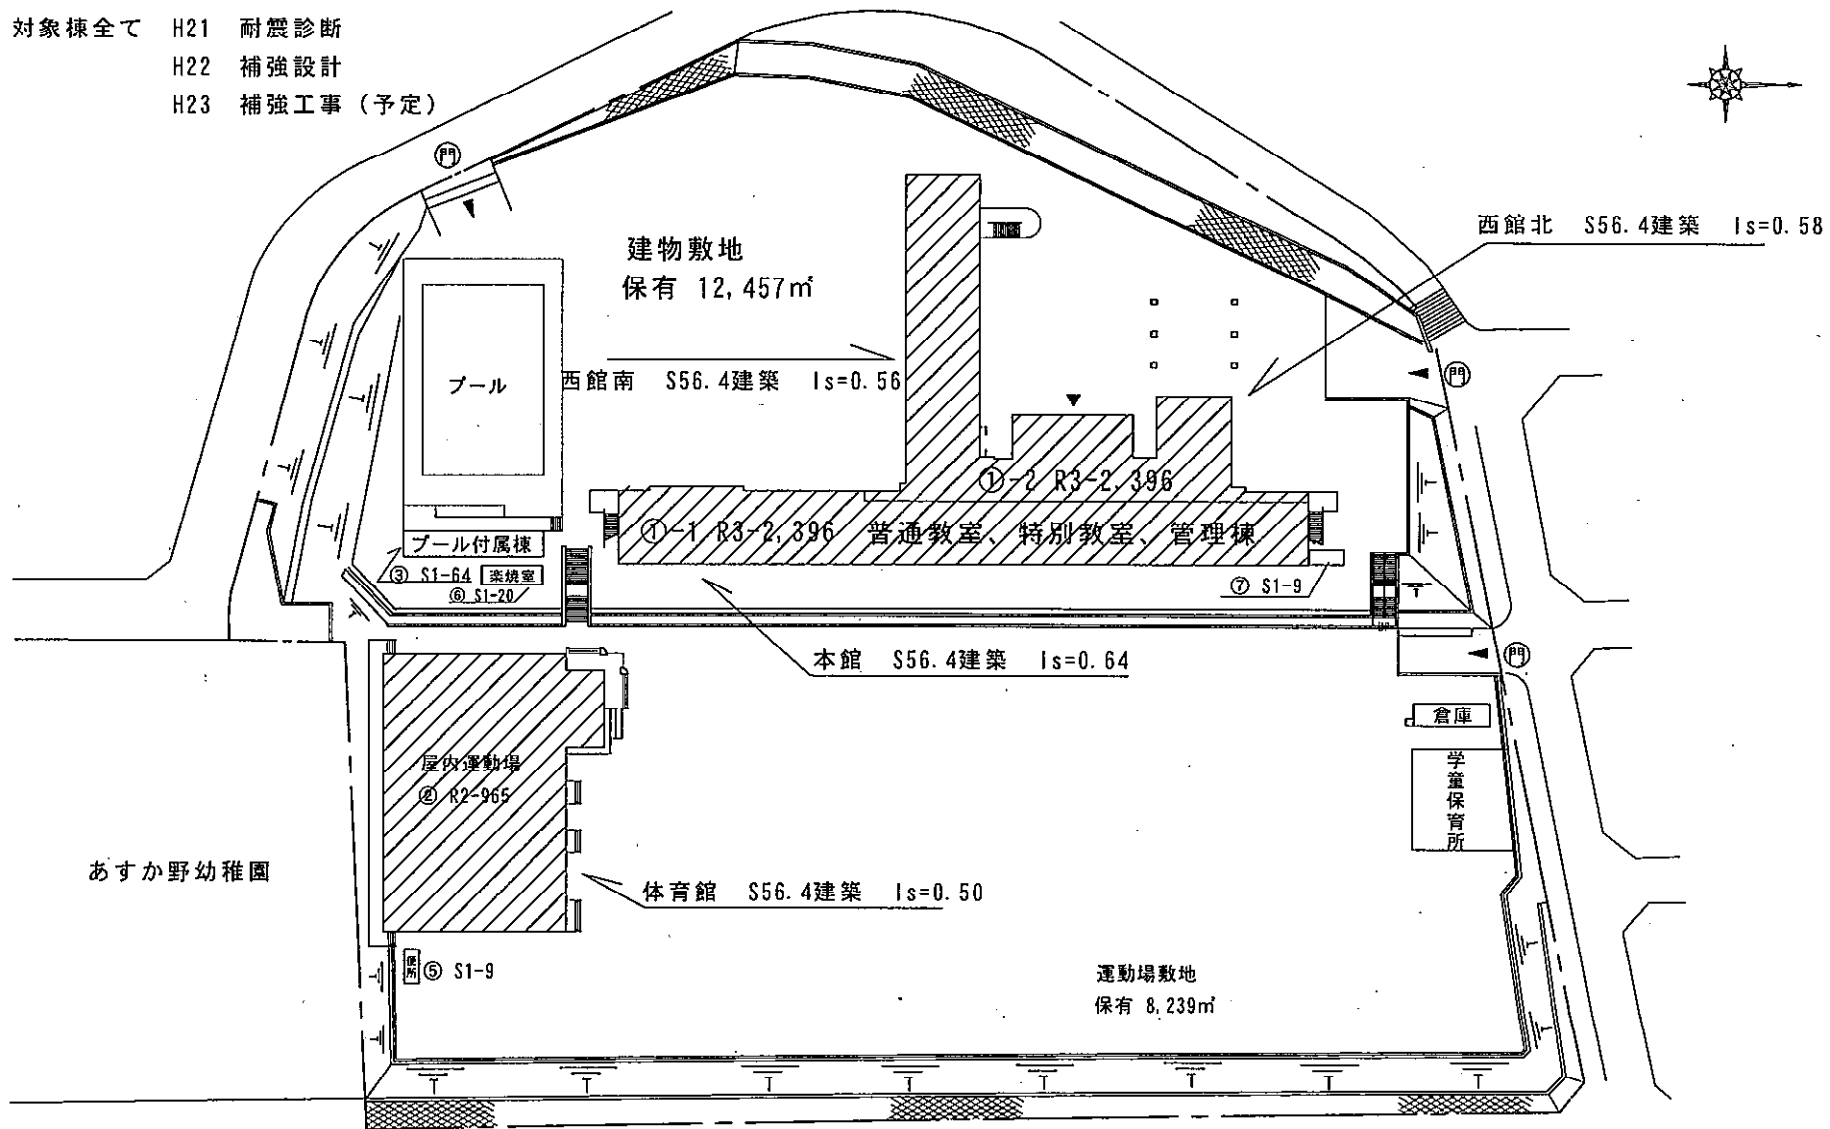 対象棟全て H21 耐震診断
H22 補強設計
H23 補強工事（予定）
門
建物敷地
保有 12,457㎡
西館北 S56.4建築 Is=0.58
プール
西館南 S56.4建築 Is=0.56
門
①-2 R3-2,396
①-1 R3-2,396 普通教室、特別教室、管理棟
プール付属棟
③ S1-64
楽焼室
⑥ S1-20
⑦ S1-9
UP
本館 S56.4建築 Is=0.64
門
倉庫
屋内運動場
② R2-965
学童保育所
あすか野幼稚園
体育館 S56.4建築 Is=0.50
便所
⑤ S1-9
運動場敷地
保有 8,239㎡